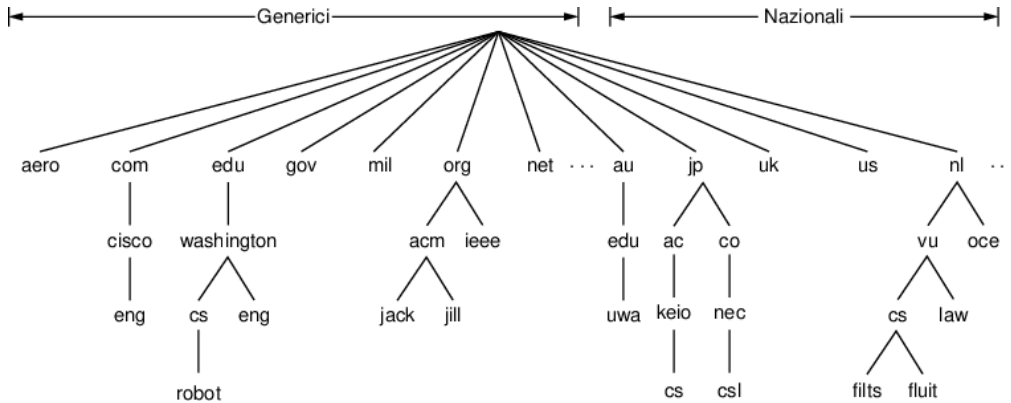 Generici Nazionali
aero com edu gov mil org net ··· au jp uk us nl ··
cisco washington acm ieee edu ac co vu oce
eng cs eng jack jill uwa keio nec cs law
robot cs csl filts fluit